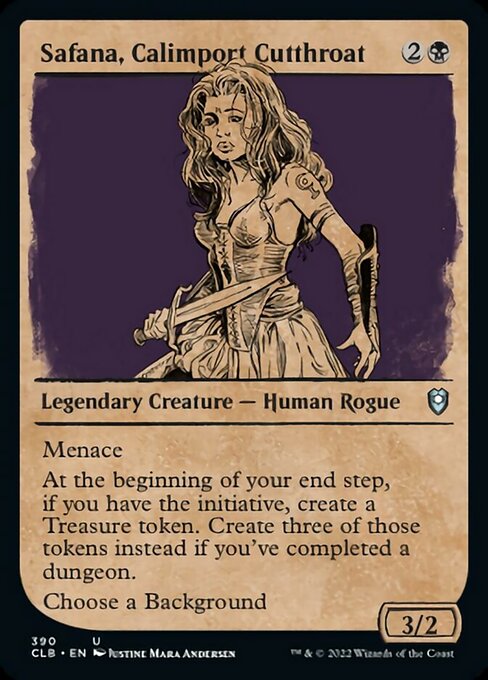 Safana, Calimport Cutthroat 2
Legendary Creature — Human Rogue
Menace
At the beginning of your end step,
if you have the initiative, create a
Treasure token. Create three of those
tokens instead if you've completed a
dungeon.
Choose a Background
3/2
390 U
CLB • EN Justine Mara Andersen
™ & © 2022 Wizards of the Coast